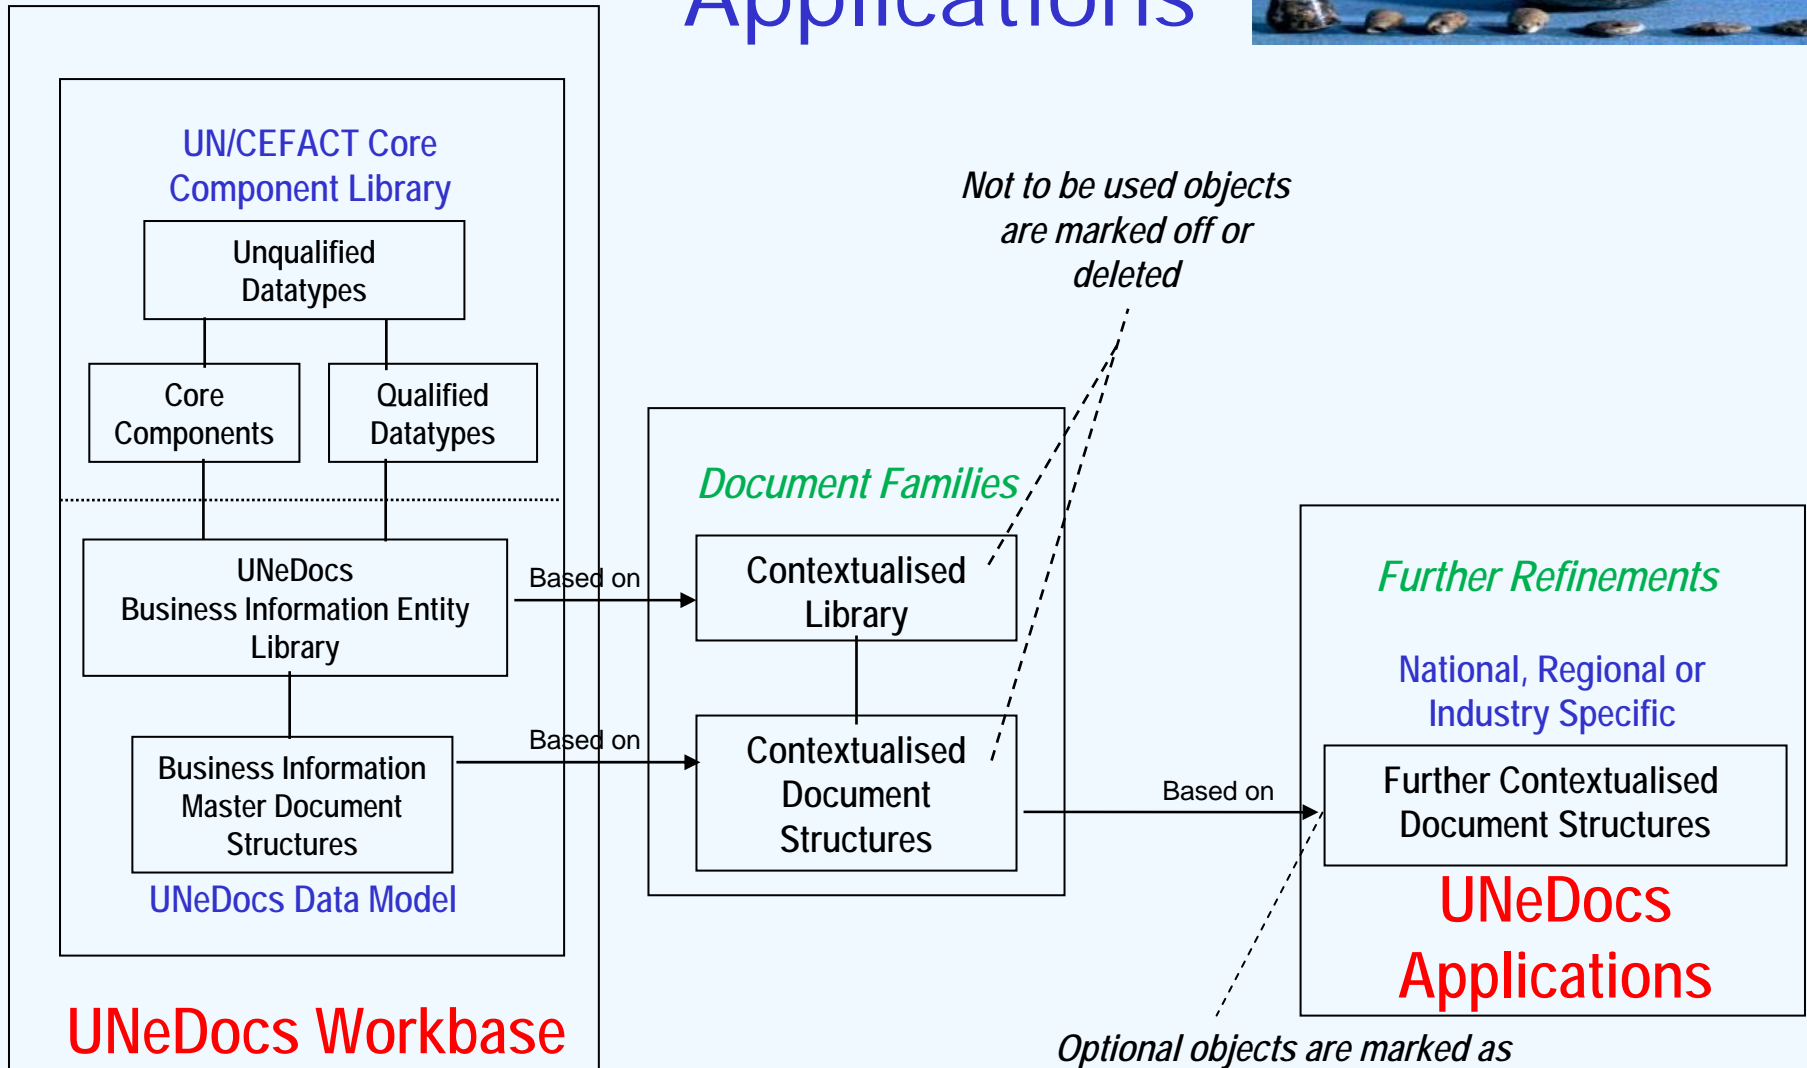 Applications
UN/CEFACT Core
Component Library
Unqualified
Datatypes
Core
Components
Qualified
Datatypes
UNeDocs
Business Information Entity
Library
Business Information
Master Document
Structures
UNeDocs Data Model
UNeDocs Workbase
Based on
Based on
Not to be used objects
are marked off or
deleted
Document Families
Contextualised
Library
Contextualised
Document
Structures
Based on
Further Refinements
National, Regional or
Industry Specific
Further Contextualised
Document Structures
UNeDocs
Applications
Optional objects are marked as